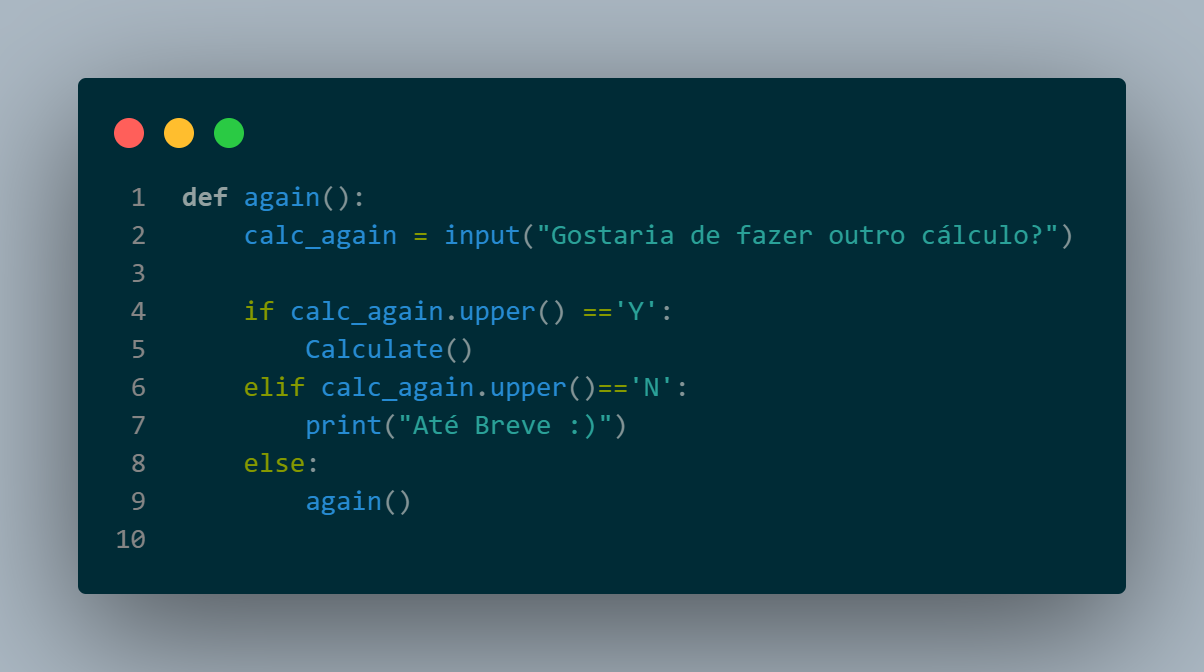 1 def again():
2     calc_again = input("Gostaria de fazer outro cálculo?")
3
4     if calc_again.upper() =='Y':
5         Calculate()
6     elif calc_again.upper()=='N':
7         print("Até Breve :)")
8     else:
9         again()
10